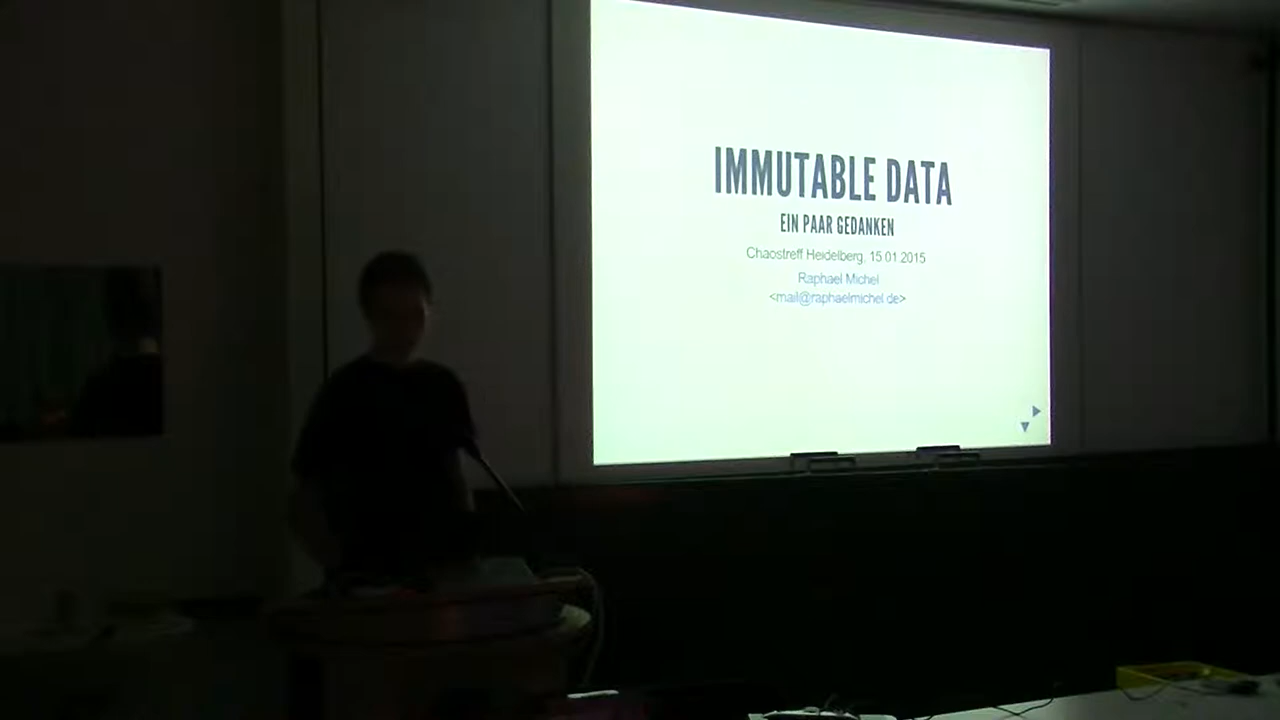 IMMUTABLE DATA
EIN PAAR GEDANKEN
Chaostreff Heidelberg, 15.01.2015
Raphael Michel
<mail@raphaelmichel.de>